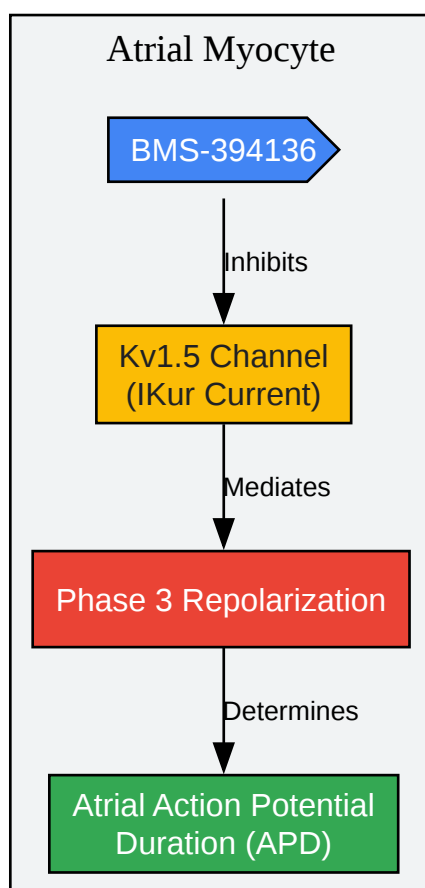 Atrial Myocyte
BMS-394136
Inhibits
Kv1.5 Channel
(IKur Current)
Mediates
Phase 3 Repolarization
Determines
Atrial Action Potential
Duration (APD)